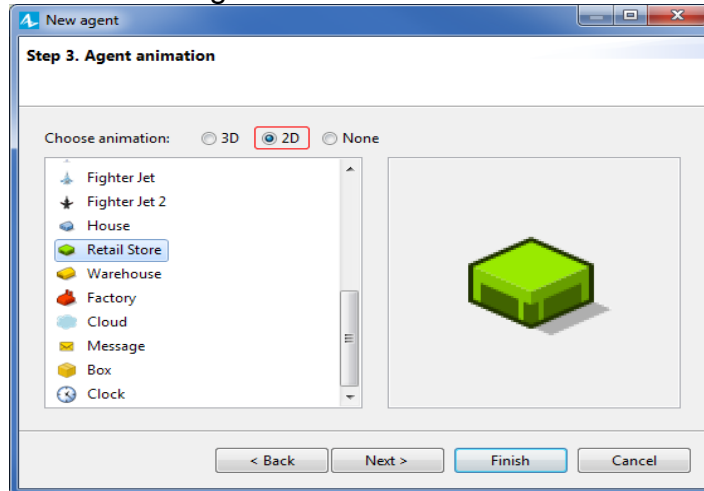 New agent
Step 3. Agent animation
Choose animation: 3D 2D None
Fighter Jet
Fighter Jet 2
House
Retail Store
Warehouse
Factory
Cloud
Message
Box
Clock
< Back Next > Finish Cancel